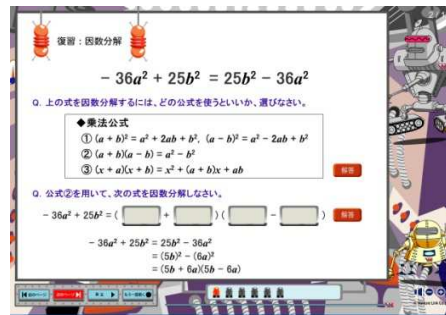 復習：因数分解
− 36a² + 25b² = 25b² − 36a²
Q. 上の式を因数分解するには、どの公式を使うといいか、選びなさい。
◆乗法公式
① (a + b)² = a² + 2ab + b², (a − b)² = a² − 2ab + b²
② (a + b)(a − b) = a² − b²
③ (x + a)(x + b) = x² + (a + b)x + ab
解答
Q. 公式②を用いて、次の式を因数分解しなさい。
− 36a² + 25b² = ( + ) ( − )
解答
− 36a² + 25b² = 25b² − 36a²
= (5b)² − (6a)²
= (5b + 6a)(5b − 6a)